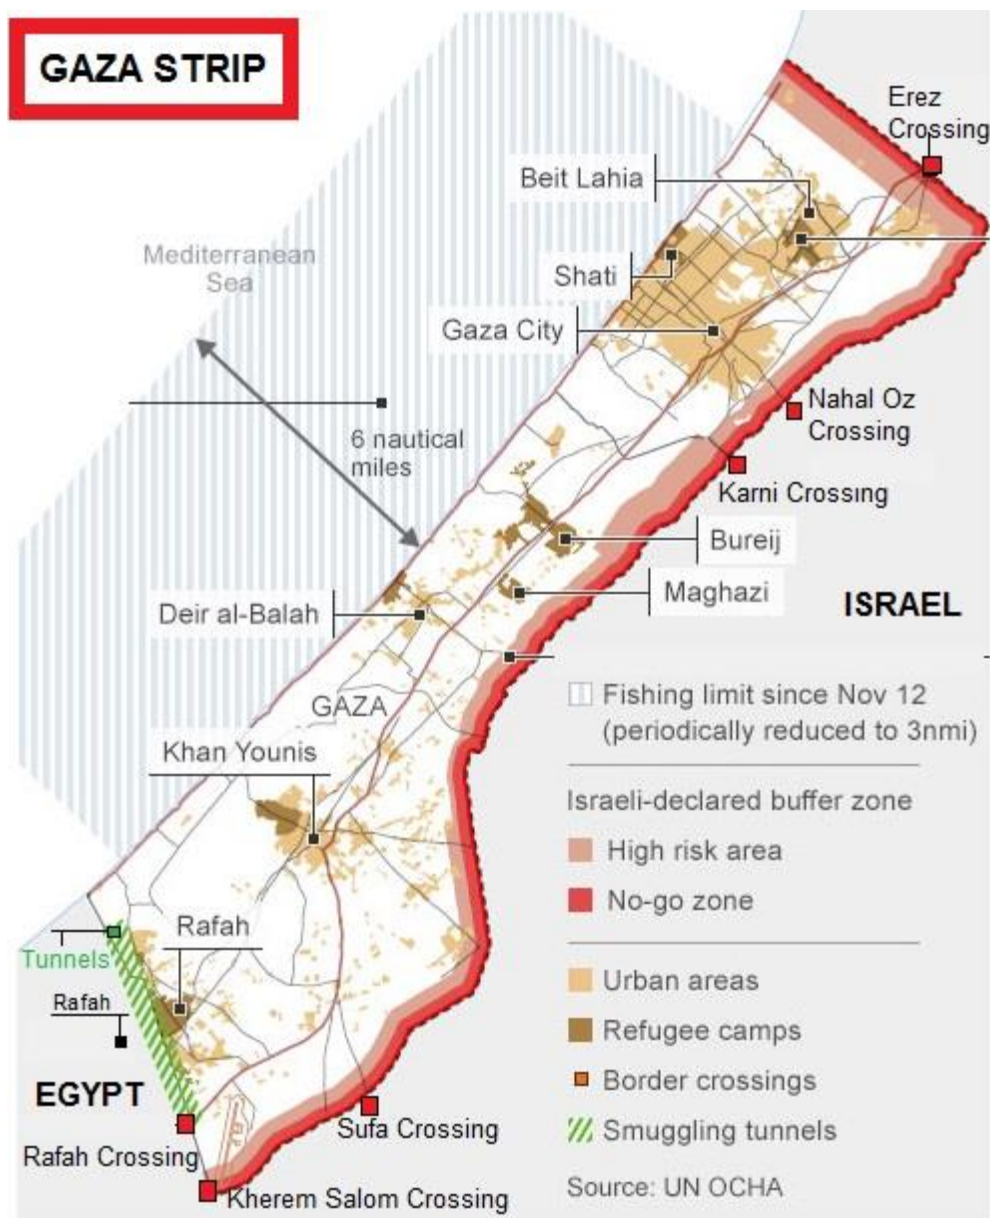 GAZA STRIP
Erez
Crossing
Beit Lahia
Mediterranean
Sea
Shati
Gaza City
Nahal Oz
Crossing
6 nautical
miles
Karni Crossing
Bureij
Maghazi
ISRAEL
Deir al-Balah
Fishing limit since Nov 12
(periodically reduced to 3nmi)
GAZA
Khan Younis
Israeli-declared buffer zone
High risk area
No-go zone
Rafah
Tunnels
Urban areas
Rafah
Refugee camps
EGYPT
Border crossings
Sufa Crossing
Smuggling tunnels
Rafah Crossing
Kherem Salom Crossing
Source: UN OCHA